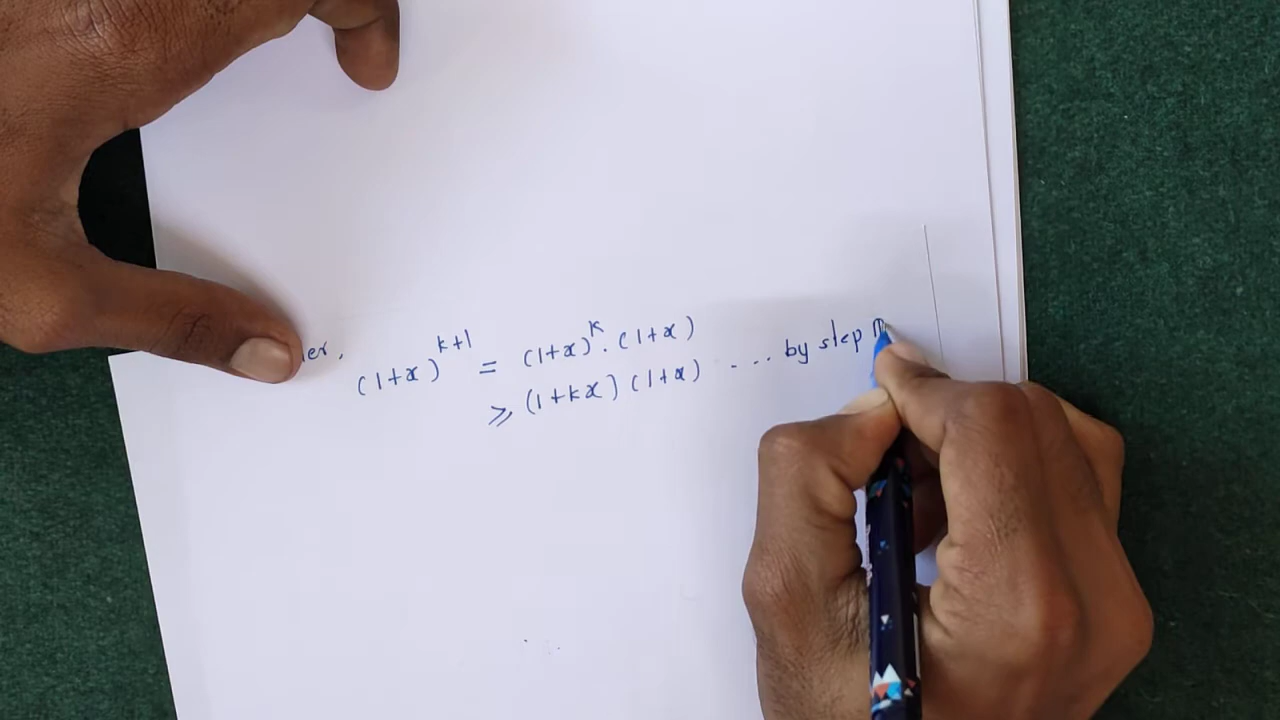 (1+x)^{k+1} = (1+x)^k . (1+x)
⩾ (1+kx) (1+x) .... by step